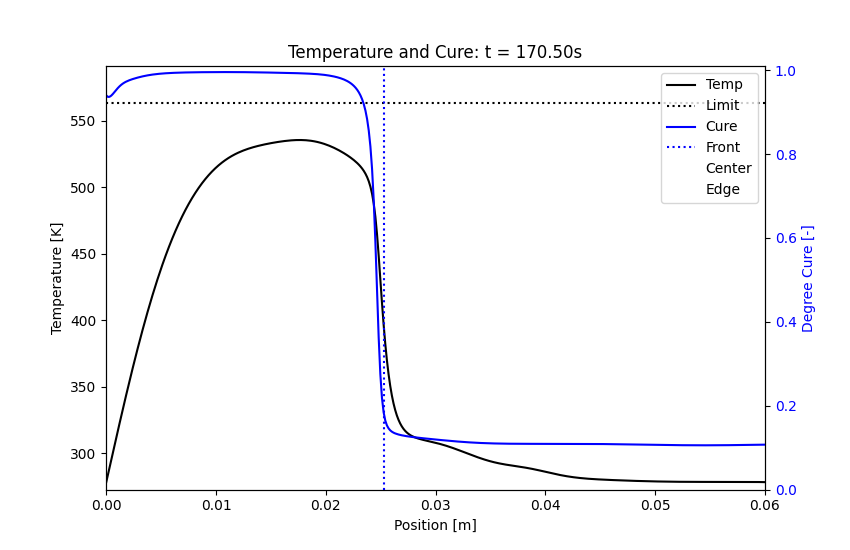 Temperature and Cure: t = 170.50s
Temp
Limit
Cure
Front
Center
Edge
550
500
450
400
350
300
Temperature [K]
1.0
0.8
0.6
0.4
0.2
0.0
Degree Cure [-]
0.00
0.01
0.02
0.03
0.04
0.05
0.06
Position [m]